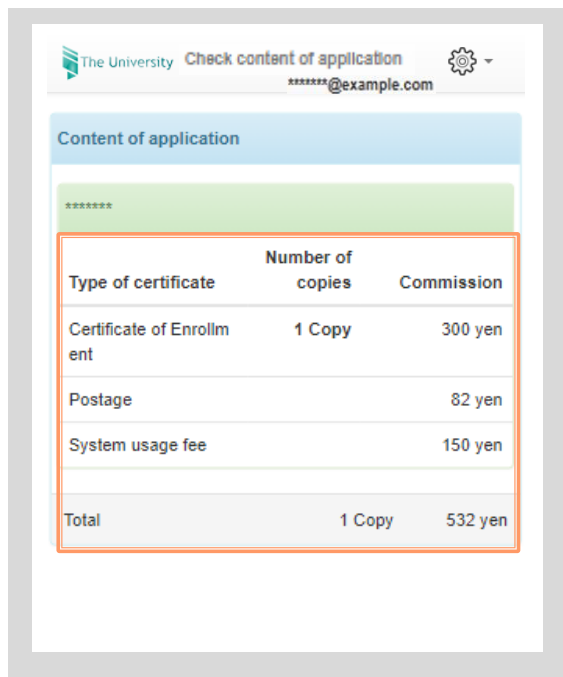 The University Check content of application
*******@example.com
Content of application
*******
Number of
Type of certificate copies Commission
Certificate of Enrollm 1 Copy 300 yen
ent
Postage 82 yen
System usage fee 150 yen
Total 1 Copy 532 yen